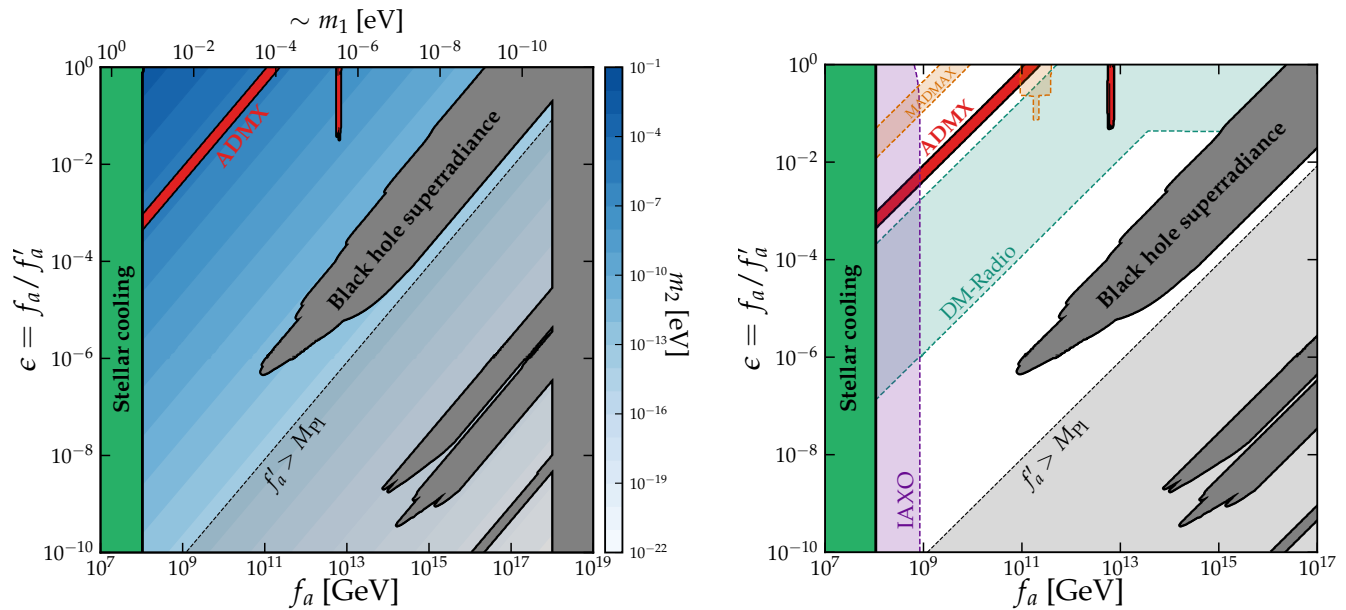 ∼ m₁ [eV]
10⁰ 10⁻² 10⁻⁴ 10⁻⁶ 10⁻⁸ 10⁻¹⁰
10⁰
10⁻²
10⁻⁴
10⁻⁶
10⁻⁸
10⁻¹⁰
ϵ = fₐ/fₐ′
Stellar cooling
ADMX
Black hole superradiance
fₐ′ > M_Pl
10⁷ 10⁹ 10¹¹ 10¹³ 10¹⁵ 10¹⁷ 10¹⁹
fₐ [GeV]
10⁻¹
10⁻⁴
10⁻⁷
10⁻¹⁰
10⁻¹³
10⁻¹⁶
10⁻¹⁹
10⁻²²
m₂ [eV]
10⁰
10⁻²
10⁻⁴
10⁻⁶
10⁻⁸
10⁻¹⁰
ϵ = fₐ/fₐ′
Stellar cooling
MADMAX
ADMX
Black hole superradiance
DM-Radio
fₐ′ > M_Pl
IAXO
10⁷ 10⁹ 10¹¹ 10¹³ 10¹⁵ 10¹⁷
fₐ [GeV]